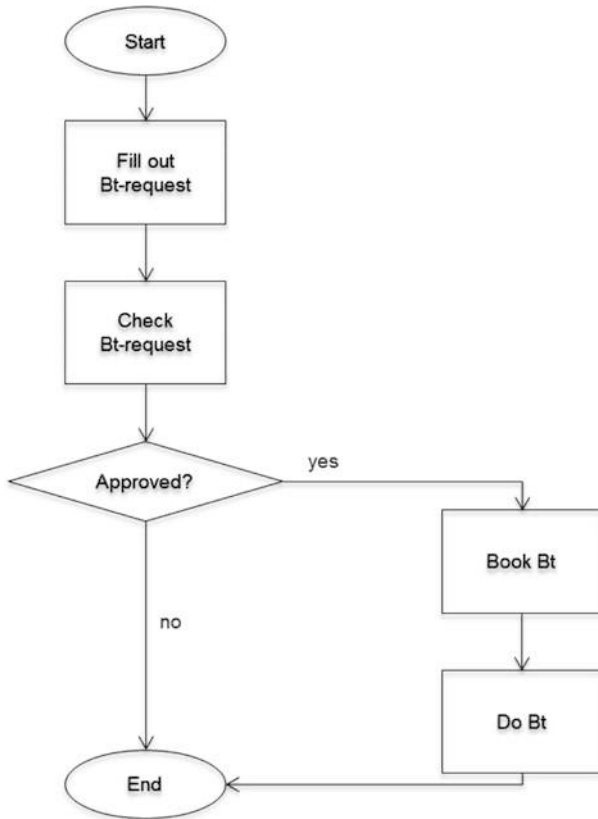 Start
Fill out
Bt-request
Check
Bt-request
Approved?
yes
Book Bt
no
Do Bt
End